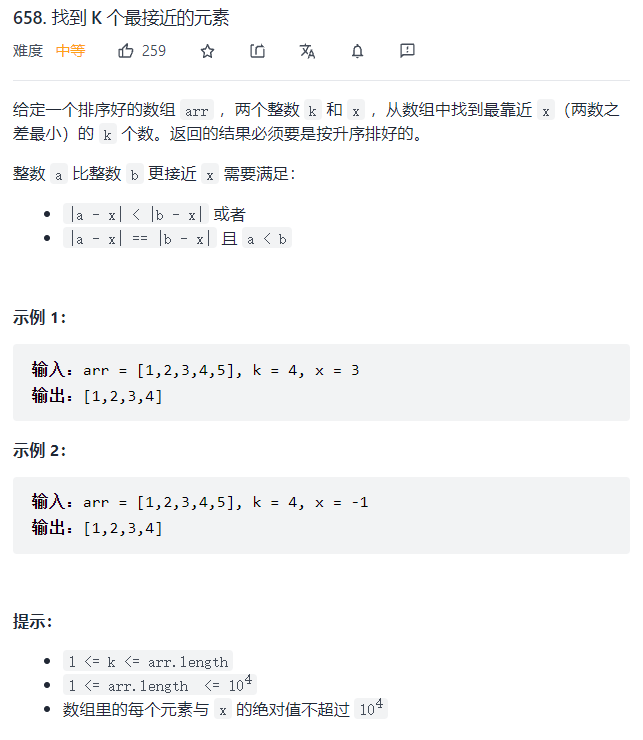 658. 找到 K 个最接近的元素
难度 中等 259
给定一个排序好的数组 arr ，两个整数 k 和 x ，从数组中找到最靠近 x（两数之
差最小）的 k 个数。返回的结果必须要是按升序排好的。
整数 a 比整数 b 更接近 x 需要满足：
• |a - x| < |b - x| 或者
• |a - x| == |b - x| 且 a < b
示例 1：
输入：arr = [1,2,3,4,5], k = 4, x = 3
输出：[1,2,3,4]
示例 2：
输入：arr = [1,2,3,4,5], k = 4, x = -1
输出：[1,2,3,4]
提示：
• 1 <= k <= arr.length
• 1 <= arr.length <= 10⁴
• 数组里的每个元素与 x 的绝对值不超过 10⁴